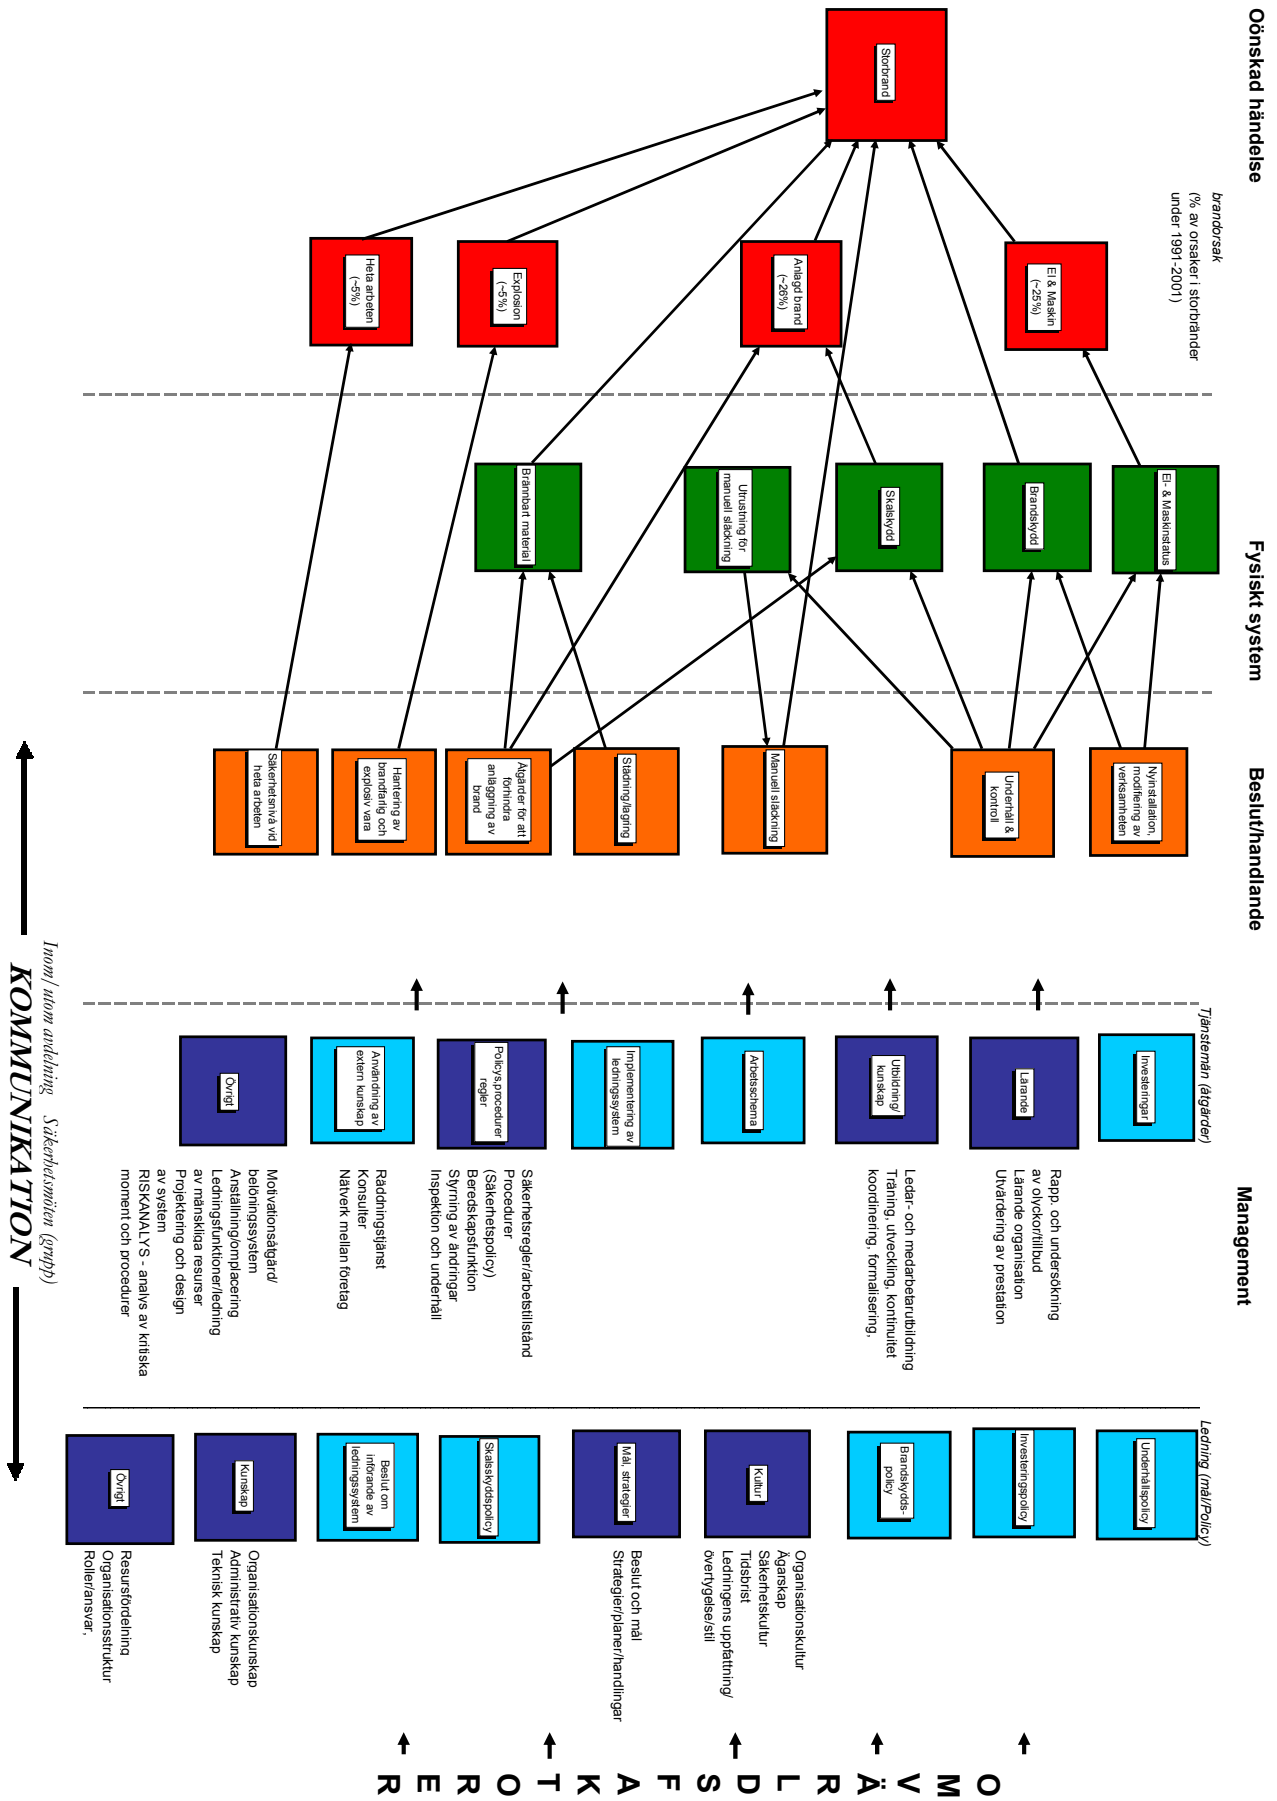 Oönskad händelse
Fysiskt system
Beslut/handlande
Management
brandorsak
(% av orsaker i storbränder
under 1991-2001)
Tjänstemän (åtgärder)
Ledning (mål/Policy)
Storbrand
El & Maskin
(~25%)
Anlagd brand
(~26%)
Explosion
(~5%)
Heta arbeten
(~5%)
El- & Maskinstatus
Brandskydd
Skalskydd
Utrustning för
manuell släckning
Brännbart material
Nyinstallation,
modifiering av
verksamheten
Underhåll &
kontroll
Manuell släckning
Städning/lagring
Åtgärder för att
förhindra
anläggning av
brand
Hantering av
brandfarlig och
explosiv vara
Säkerhetsnivå vid
heta arbeten
Investeringar
Lärande
Rapp. och undersökning
av olyckor/tillbud
Lärande organisation
Utvärdering av prestation
Utbildning/
kunskap
Ledar- och medarbetarutbildning
Träning, utveckling, kontinuitet
koordinering, formalisering,
Arbetsschema
Implementering av
ledningssystem
Policys,procedurer
regler
Säkerhetsregler/arbetstillstånd
Procedurer
(Säkerhetspolicy)
Beredskapsfunktion
Styrning av ändringar
Inspektion och underhåll
Användning av
extern kunskap
Räddningstjänst
Konsulter
Nätverk mellan företag
Övrigt
Motivationsåtgärd/
belöningssystem
Anställning/omplacering
Ledningsfunktioner/ledning
av mänskliga resurser
Projektering och design
av system
RISKANALYS - analys av kritiska
moment och procedurer
Underhållspolicy
Investeringspolicy
Brandskydds-
policy
Kultur
Organisationskultur
Ägarskap
Säkerhetskultur
Tidsbrist
Ledningens uppfattning/
övertygelse/stil
Mål, strategier
Beslut och mål
Strategier/planer/handlingar
Skalsskyddspolicy
Beslut om
införande av
ledningssystem
Kunskap
Organisationskunskap
Administrativ kunskap
Teknisk kunskap
Övrigt
Resursfördelning
Organisationsstruktur
Roller/ansvar,
OMVÄRLDSFAKTORER
Inom/utom avdelning Säkerhetsmöten (grupp)
KOMMUNIKATION